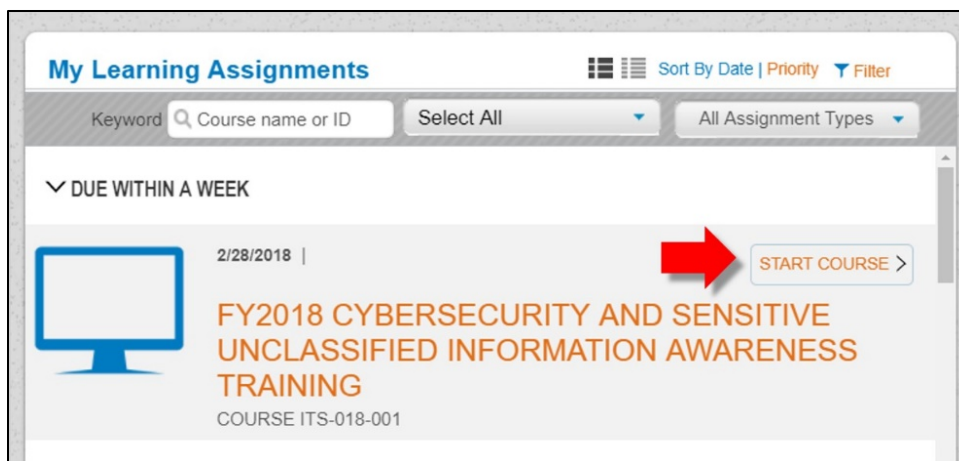 My Learning Assignments
Sort By Date | Priority Filter
Keyword Course name or ID Select All All Assignment Types
DUE WITHIN A WEEK
2/28/2018 |
START COURSE >
FY2018 CYBERSECURITY AND SENSITIVE
UNCLASSIFIED INFORMATION AWARENESS
TRAINING
COURSE ITS-018-001